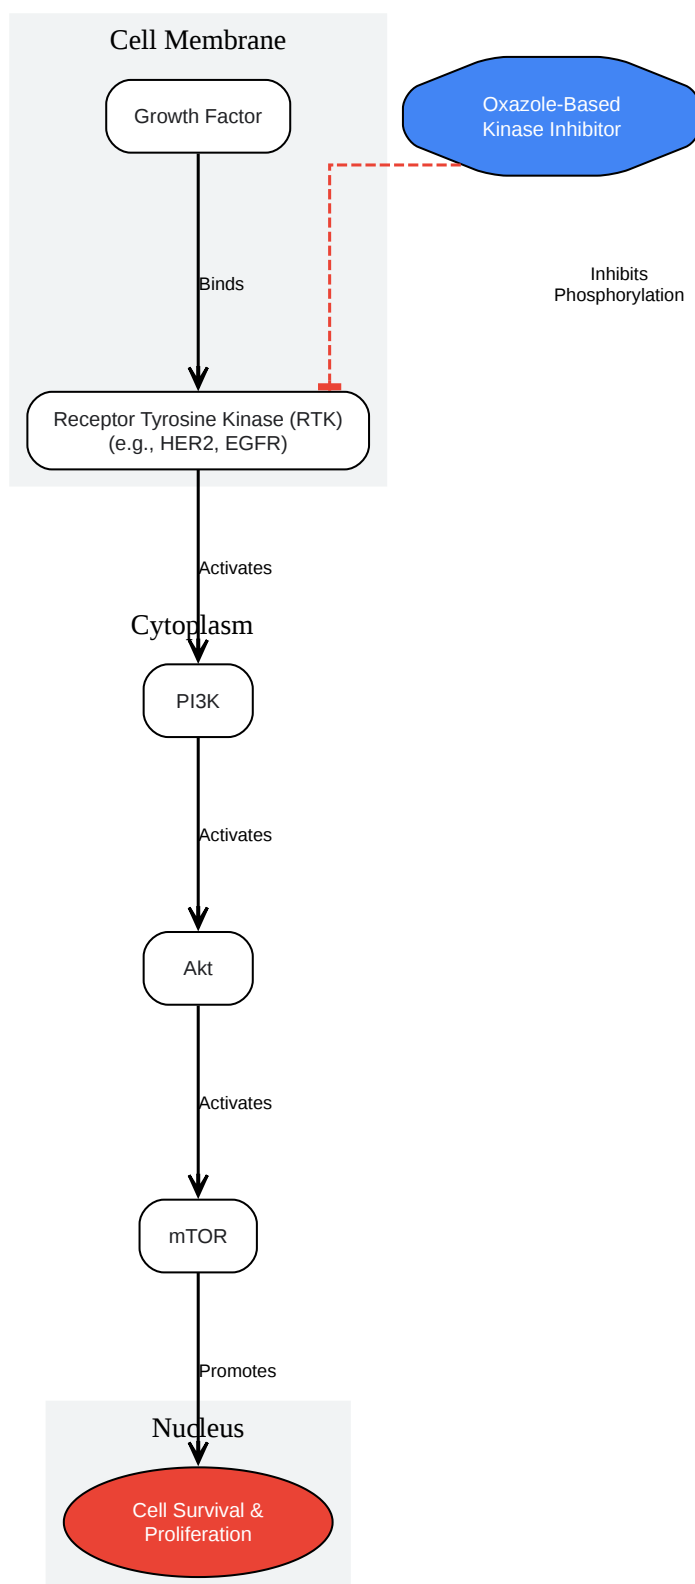 Cell Membrane
Growth Factor
Oxazole-Based
Kinase Inhibitor
Binds
Inhibits
Phosphorylation
Receptor Tyrosine Kinase (RTK)
(e.g., HER2, EGFR)
Activates
Cytoplasm
PI3K
Activates
Akt
Activates
mTOR
Promotes
Nucleus
Cell Survival &
Proliferation